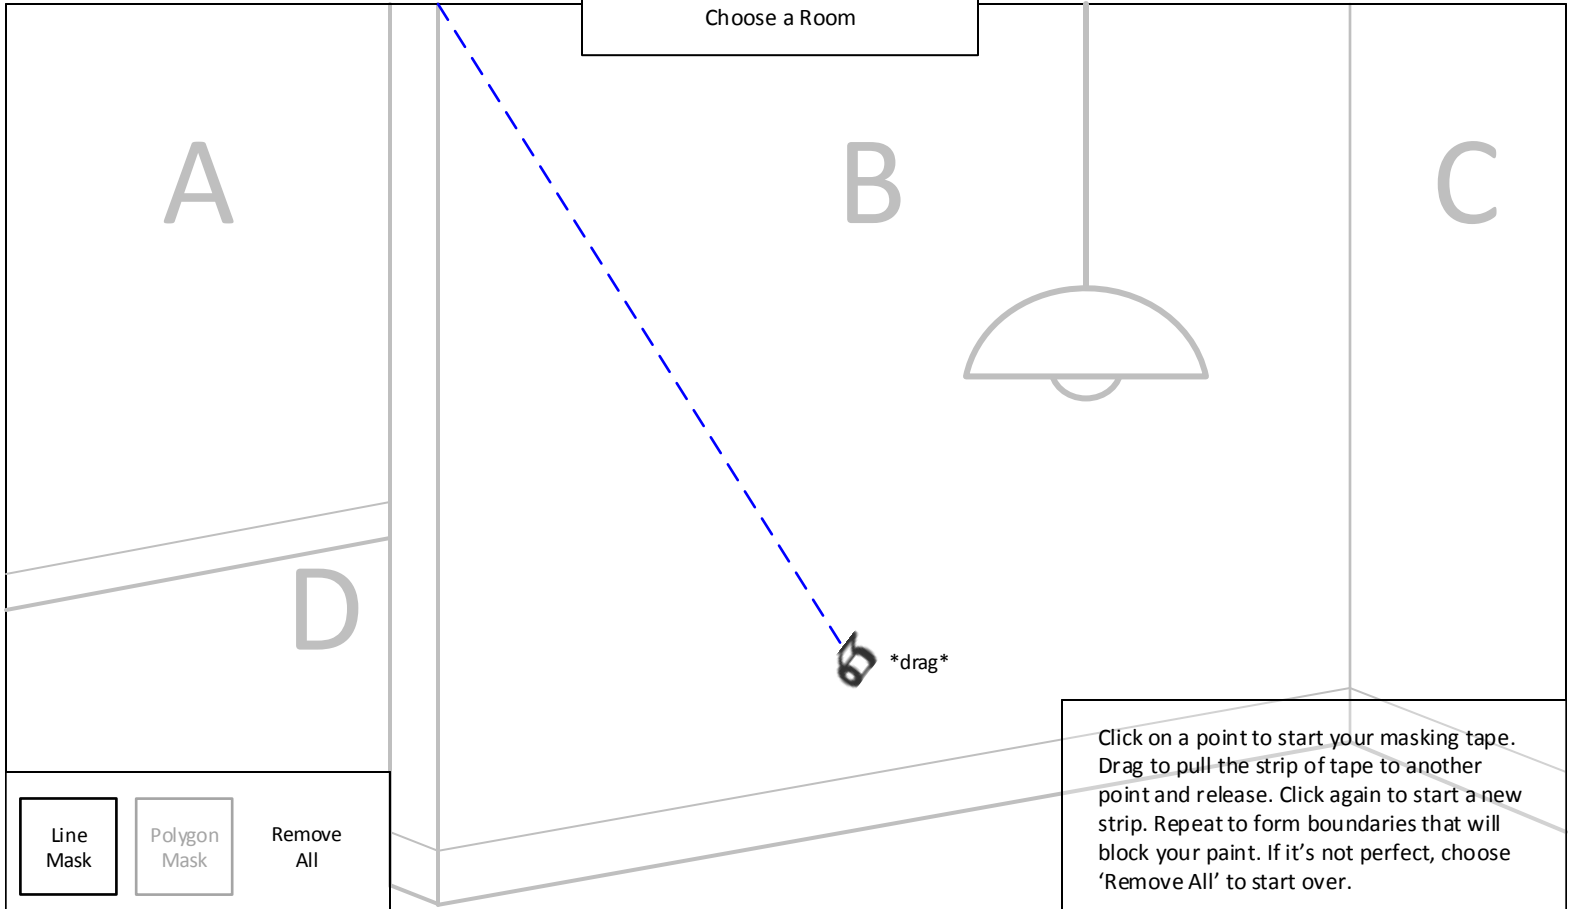 Choose a Room
A
B
C
D
*drag*
Click on a point to start your masking tape.
Drag to pull the strip of tape to another
point and release. Click again to start a new
strip. Repeat to form boundaries that will
block your paint. If it’s not perfect, choose
‘Remove All’ to start over.
Line
Mask
Polygon
Mask
Remove
All